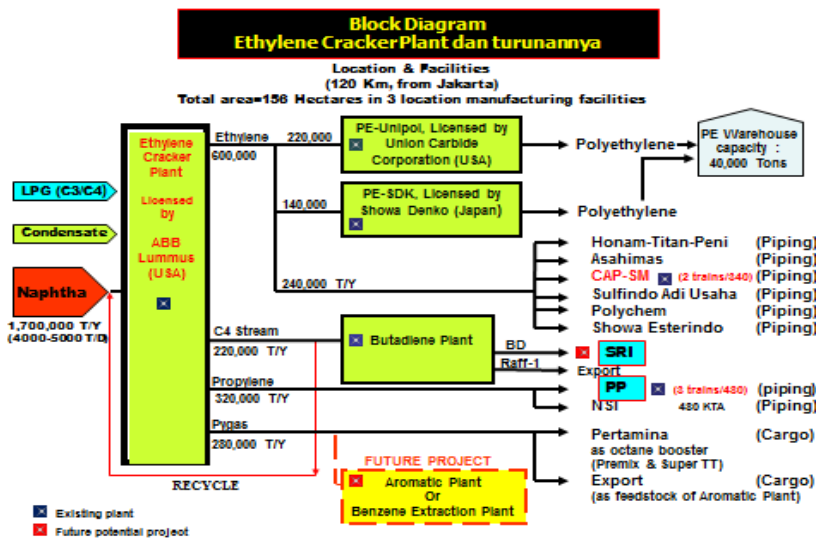 Block Diagram
Ethylene Cracker Plant dan turunannya
Location & Facilities
(120 Km, from Jakarta)
Total area=156 Hectares in 3 location manufacturing facilities
LPG (C3/C4)
Condensate
Naphtha
1,700,000 T/Y
(4000-5000 T/D)
Ethylene
Cracker
Plant
Licensed
by
ABB
Lummus
(USA)
Ethylene
600,000
220,000
PE-Unipol, Licensed by
Union Carbide
Corporation (USA)
Polyethylene
PE Warehouse
capacity :
40,000 Tons
140,000
PE-SDK, Licensed by
Showa Denko (Japan)
Polyethylene
240,000 T/Y
Honam-Titan-Peni (Piping)
Asahimas (Piping)
CAP-SM (2 trains/340) (Piping)
Sulfindo Adi Usaha (Piping)
Polychem (Piping)
Showa Esterindo (Piping)
C4 Stream
220,000 T/Y
Butadiene Plant
BD
SRI
Raff-1
Export
Propylene
320,000 T/Y
PP (3 trains/480) (piping)
NSI 480 KTA (Piping)
Pygas
280,000 T/Y
Pertamina (Cargo)
as octane booster
(Premix & Super TT)
Export (Cargo)
(as feedstock of Aromatic Plant)
FUTURE PROJECT
Aromatic Plant
Or
Benzene Extraction Plant
RECYCLE
Existing plant
Future potential project